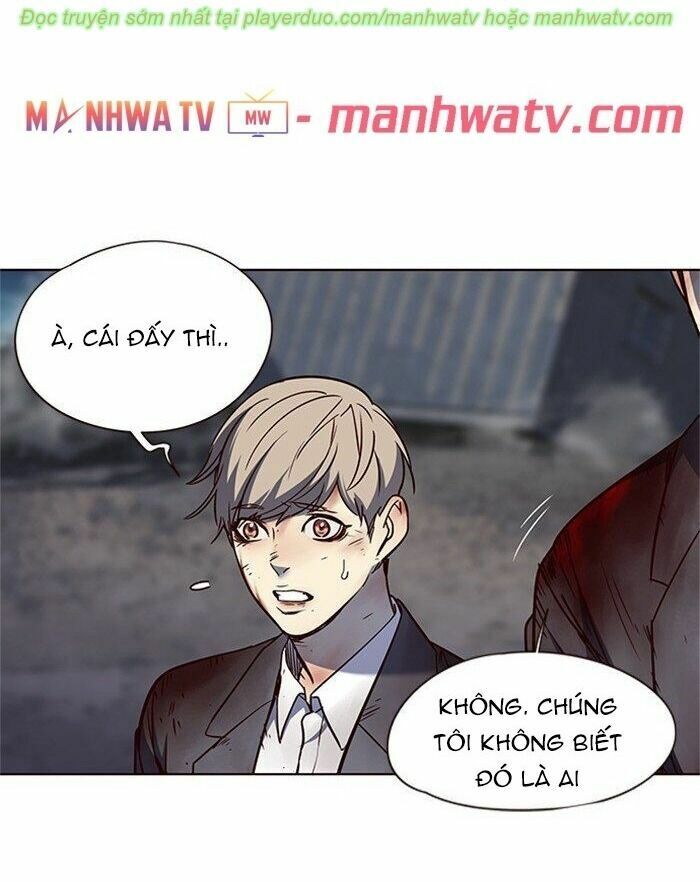 Đọc truyện sớm nhất tại playerduo.com/manhwatv hoặc manhwatv.com
MANHWA TV MW - manhwatv.com
À, CÁI ĐẤY THÌ..
KHÔNG. CHÚNG
TÔI KHÔNG BIẾT
ĐÓ LÀ AI